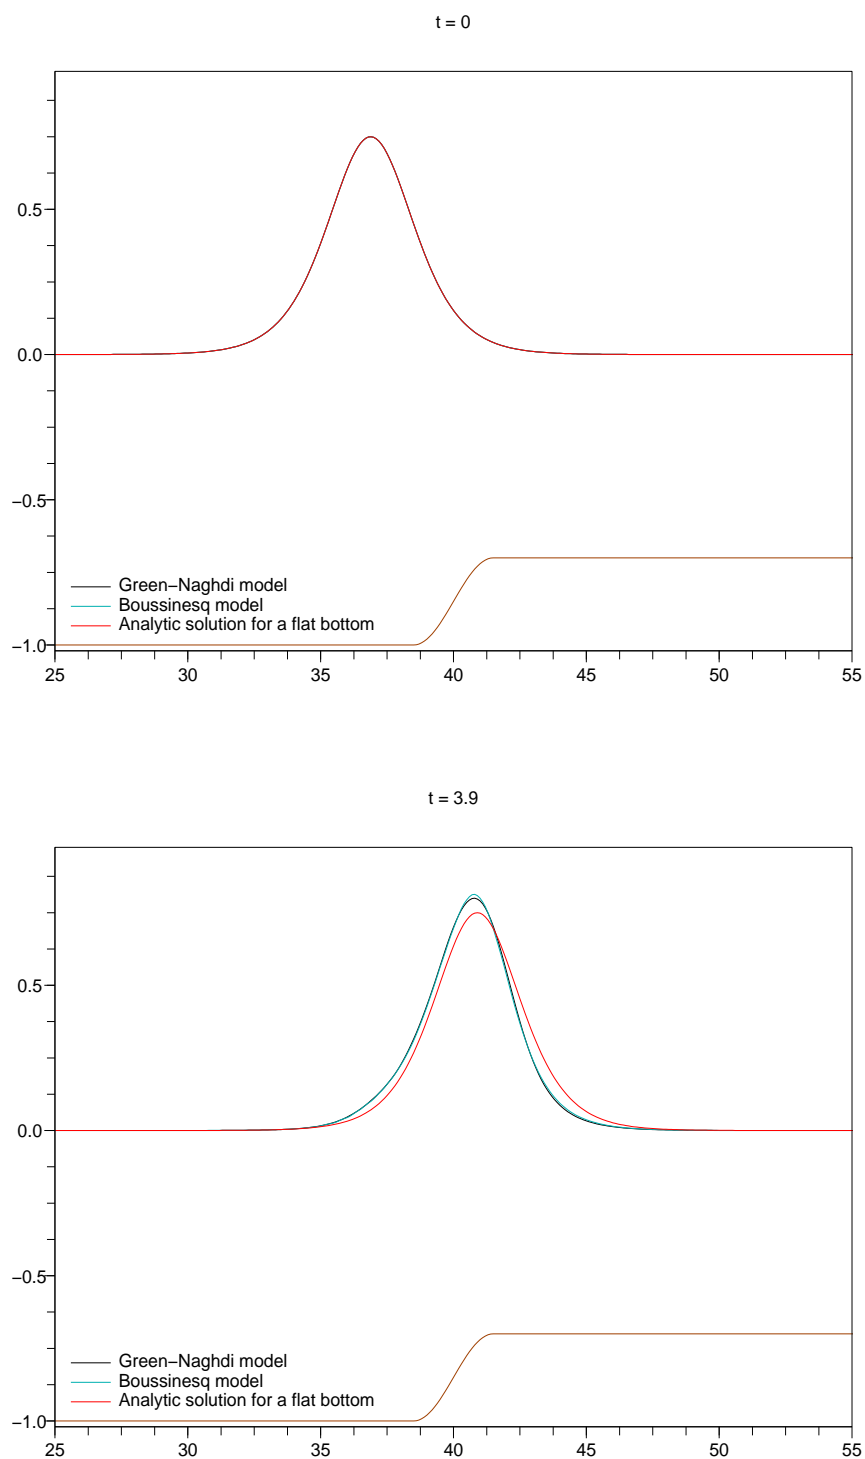 t = 0
0.5
0.0
−0.5
−1.0
Green−Naghdi model
Boussinesq model
Analytic solution for a flat bottom
25 30 35 40 45 50 55
t = 3.9
0.5
0.0
−0.5
−1.0
Green−Naghdi model
Boussinesq model
Analytic solution for a flat bottom
25 30 35 40 45 50 55